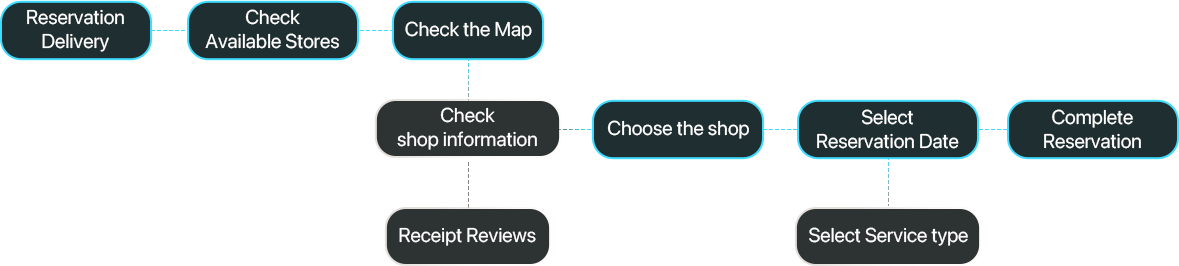 Reservation
Delivery
Check
Available Stores
Check the Map
Check
shop information
Choose the shop
Select
Reservation Date
Complete
Reservation
Receipt Reviews
Select Service type